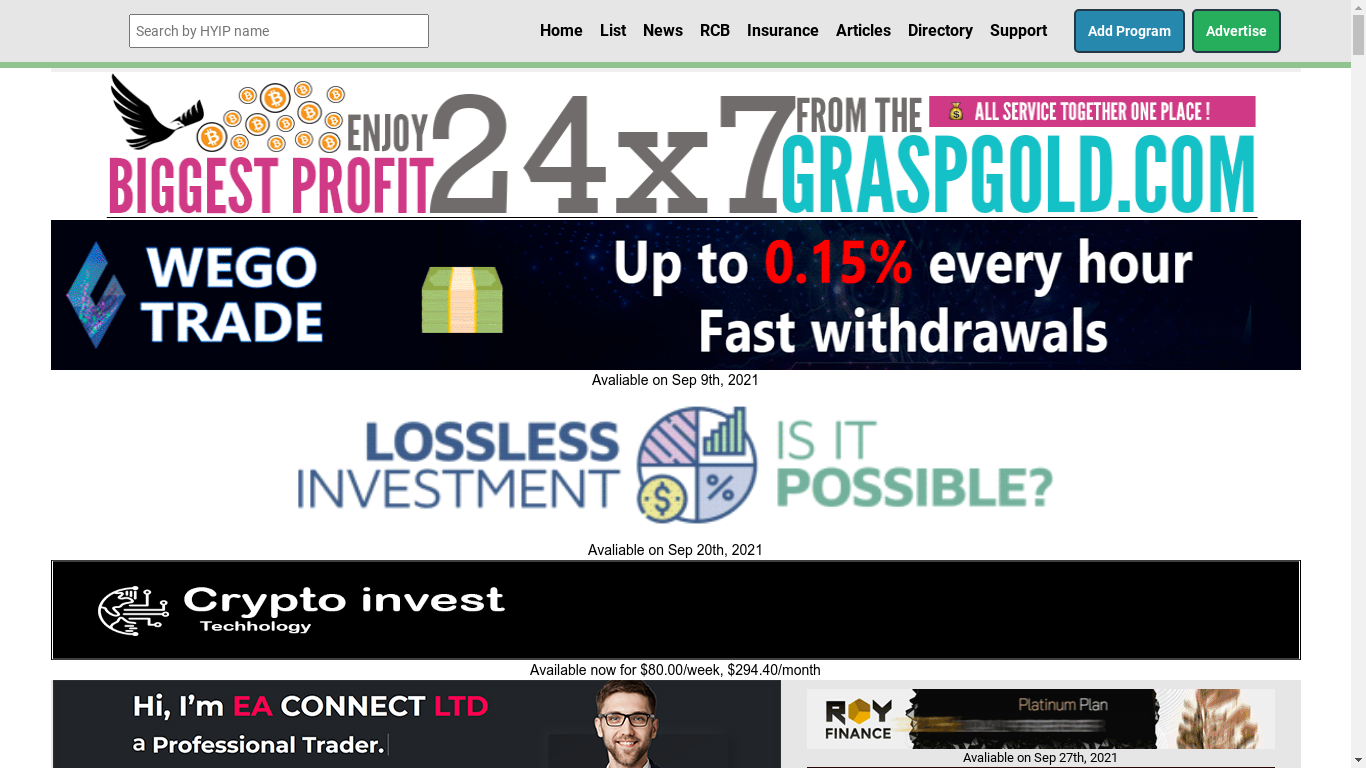 Search by HYIP name
Home List News RCB Insurance Articles Directory Support Add Program Advertise
ENJOY
BIGGEST PROFIT
24x7
FROM THE
💰 ALL SERVICE TOGETHER ONE PLACE !
GRASPGOLD.COM
WEGO
TRADE
Up to 0.15% every hour
Fast withdrawals
Avaliable on Sep 9th, 2021
LOSSLESS
INVESTMENT
IS IT
POSSIBLE?
Avaliable on Sep 20th, 2021
Crypto invest
Techhology
Available now for $80.00/week, $294.40/month
Hi, I'm EA CONNECT LTD
a Professional Trader.
ROY
FINANCE
Platinum Plan
Avaliable on Sep 27th, 2021